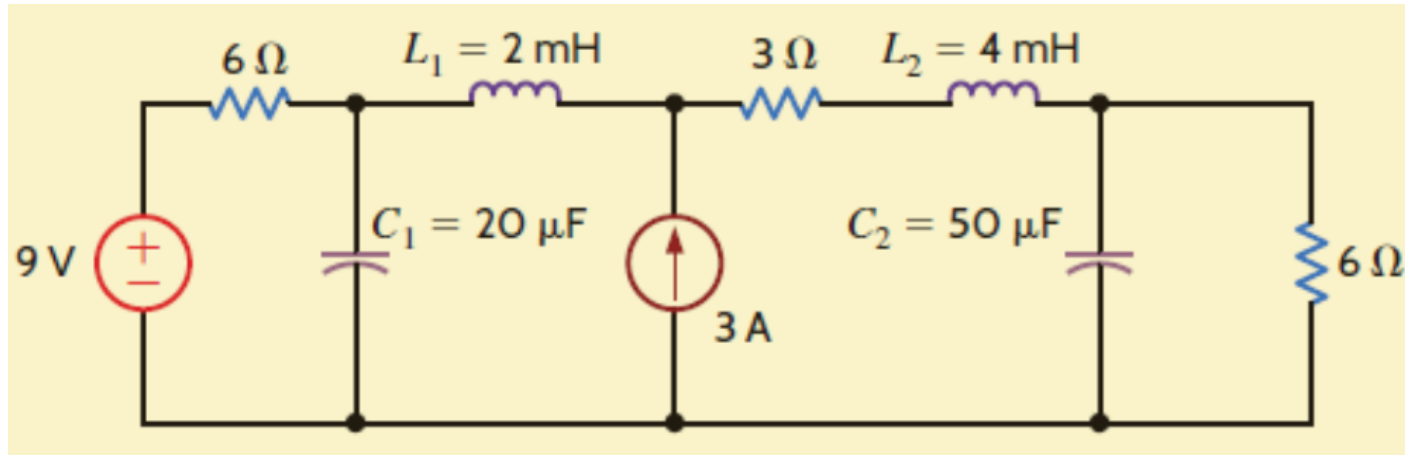 6 Ω
L₁ = 2 mH
3 Ω
L₂ = 4 mH
9 V
+
−
C₁ = 20 μF
3 A
C₂ = 50 μF
6 Ω